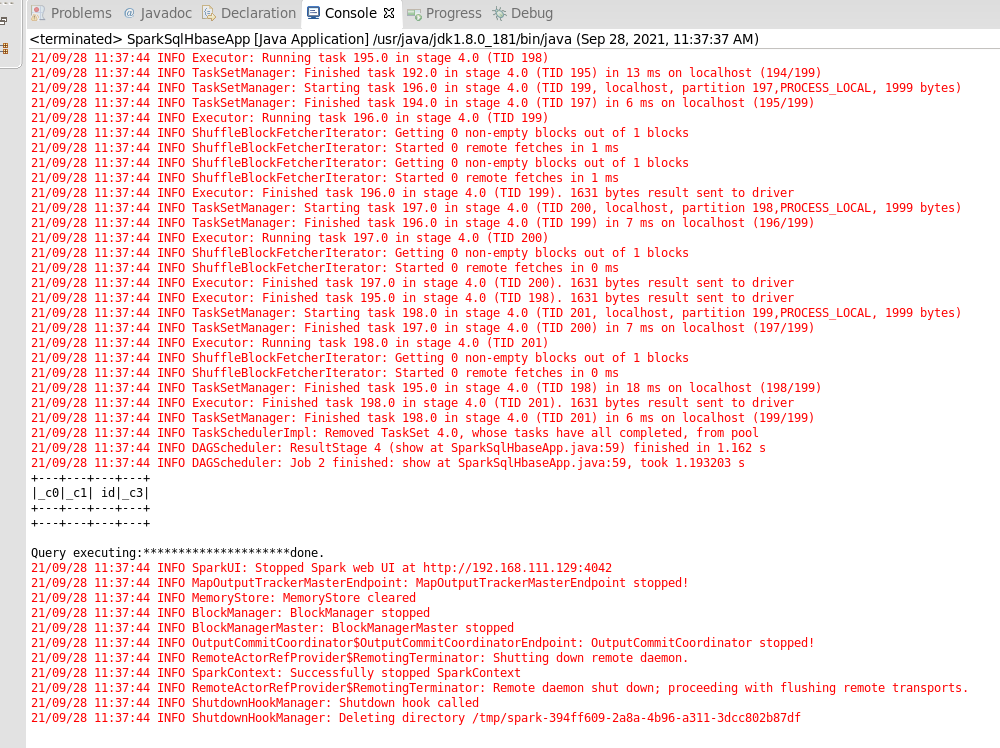 Problems @ Javadoc Declaration Console Progress Debug
<terminated> SparkSqlHbaseApp [Java Application] /usr/java/jdk1.8.0_181/bin/java (Sep 28, 2021, 11:37:37 AM)
21/09/28 11:37:44 INFO Executor: Running task 195.0 in stage 4.0 (TID 198)
21/09/28 11:37:44 INFO TaskSetManager: Finished task 192.0 in stage 4.0 (TID 195) in 13 ms on localhost (194/199)
21/09/28 11:37:44 INFO TaskSetManager: Starting task 196.0 in stage 4.0 (TID 199, localhost, partition 197,PROCESS_LOCAL, 1999 bytes)
21/09/28 11:37:44 INFO TaskSetManager: Finished task 194.0 in stage 4.0 (TID 197) in 6 ms on localhost (195/199)
21/09/28 11:37:44 INFO Executor: Running task 196.0 in stage 4.0 (TID 199)
21/09/28 11:37:44 INFO ShuffleBlockFetcherIterator: Getting 0 non-empty blocks out of 1 blocks
21/09/28 11:37:44 INFO ShuffleBlockFetcherIterator: Started 0 remote fetches in 1 ms
21/09/28 11:37:44 INFO ShuffleBlockFetcherIterator: Getting 0 non-empty blocks out of 1 blocks
21/09/28 11:37:44 INFO ShuffleBlockFetcherIterator: Started 0 remote fetches in 1 ms
21/09/28 11:37:44 INFO Executor: Finished task 196.0 in stage 4.0 (TID 199). 1631 bytes result sent to driver
21/09/28 11:37:44 INFO TaskSetManager: Starting task 197.0 in stage 4.0 (TID 200, localhost, partition 198,PROCESS_LOCAL, 1999 bytes)
21/09/28 11:37:44 INFO TaskSetManager: Finished task 196.0 in stage 4.0 (TID 199) in 7 ms on localhost (196/199)
21/09/28 11:37:44 INFO Executor: Running task 197.0 in stage 4.0 (TID 200)
21/09/28 11:37:44 INFO ShuffleBlockFetcherIterator: Getting 0 non-empty blocks out of 1 blocks
21/09/28 11:37:44 INFO ShuffleBlockFetcherIterator: Started 0 remote fetches in 0 ms
21/09/28 11:37:44 INFO Executor: Finished task 197.0 in stage 4.0 (TID 200). 1631 bytes result sent to driver
21/09/28 11:37:44 INFO Executor: Finished task 195.0 in stage 4.0 (TID 198). 1631 bytes result sent to driver
21/09/28 11:37:44 INFO TaskSetManager: Starting task 198.0 in stage 4.0 (TID 201, localhost, partition 199,PROCESS_LOCAL, 1999 bytes)
21/09/28 11:37:44 INFO TaskSetManager: Finished task 197.0 in stage 4.0 (TID 200) in 7 ms on localhost (197/199)
21/09/28 11:37:44 INFO Executor: Running task 198.0 in stage 4.0 (TID 201)
21/09/28 11:37:44 INFO ShuffleBlockFetcherIterator: Getting 0 non-empty blocks out of 1 blocks
21/09/28 11:37:44 INFO ShuffleBlockFetcherIterator: Started 0 remote fetches in 0 ms
21/09/28 11:37:44 INFO TaskSetManager: Finished task 195.0 in stage 4.0 (TID 198) in 18 ms on localhost (198/199)
21/09/28 11:37:44 INFO Executor: Finished task 198.0 in stage 4.0 (TID 201). 1631 bytes result sent to driver
21/09/28 11:37:44 INFO TaskSetManager: Finished task 198.0 in stage 4.0 (TID 201) in 6 ms on localhost (199/199)
21/09/28 11:37:44 INFO TaskSchedulerImpl: Removed TaskSet 4.0, whose tasks have all completed, from pool
21/09/28 11:37:44 INFO DAGScheduler: ResultStage 4 (show at SparkSqlHbaseApp.java:59) finished in 1.162 s
21/09/28 11:37:44 INFO DAGScheduler: Job 2 finished: show at SparkSqlHbaseApp.java:59, took 1.193203 s
+---+---+---+---+
|_c0|_c1| id|_c3|
+---+---+---+---+
+---+---+---+---+
Query executing:*********************done.
21/09/28 11:37:44 INFO SparkUI: Stopped Spark web UI at http://192.168.111.129:4042
21/09/28 11:37:44 INFO MapOutputTrackerMasterEndpoint: MapOutputTrackerMasterEndpoint stopped!
21/09/28 11:37:44 INFO MemoryStore: MemoryStore cleared
21/09/28 11:37:44 INFO BlockManager: BlockManager stopped
21/09/28 11:37:44 INFO BlockManagerMaster: BlockManagerMaster stopped
21/09/28 11:37:44 INFO OutputCommitCoordinator$OutputCommitCoordinatorEndpoint: OutputCommitCoordinator stopped!
21/09/28 11:37:44 INFO RemoteActorRefProvider$RemotingTerminator: Shutting down remote daemon.
21/09/28 11:37:44 INFO SparkContext: Successfully stopped SparkContext
21/09/28 11:37:44 INFO RemoteActorRefProvider$RemotingTerminator: Remote daemon shut down; proceeding with flushing remote transports.
21/09/28 11:37:44 INFO ShutdownHookManager: Shutdown hook called
21/09/28 11:37:44 INFO ShutdownHookManager: Deleting directory /tmp/spark-394ff609-2a8a-4b96-a311-3dcc802b87df